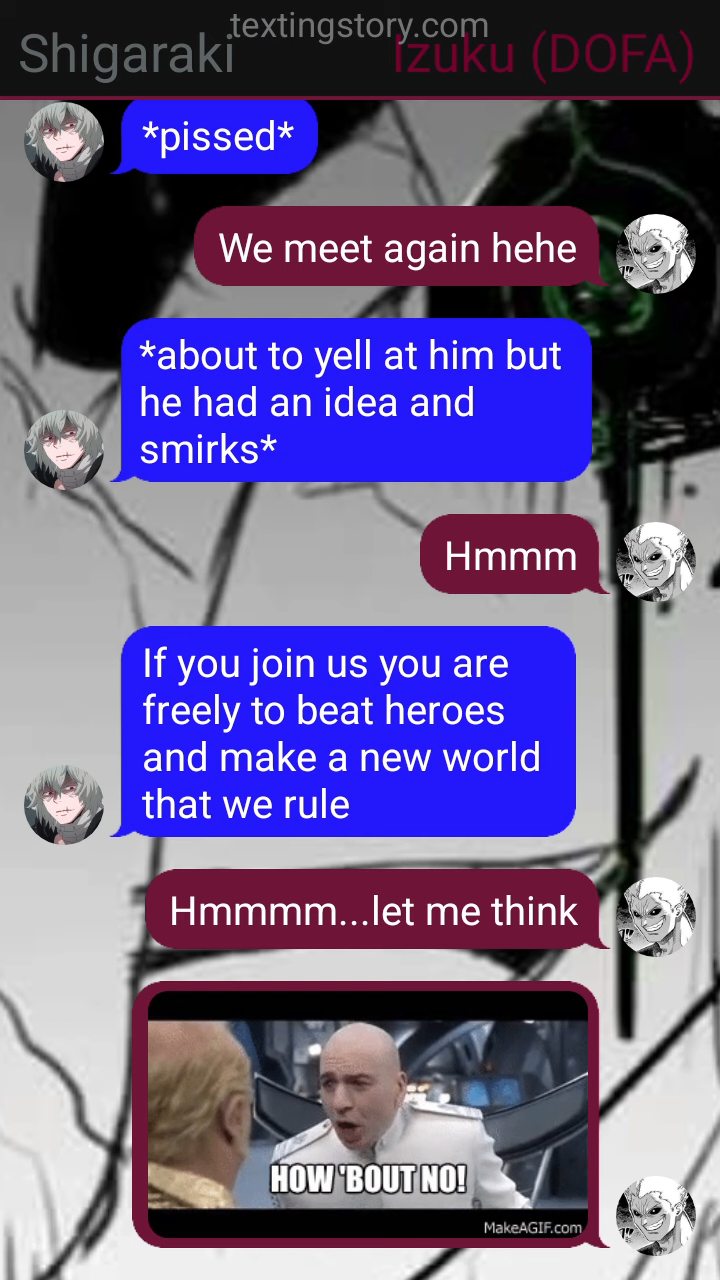 textingstory.com
Shigaraki
Izuku (DOFA)
*pissed*
We meet again hehe
*about to yell at him but
he had an idea and
smirks*
Hmmm
If you join us you are
freely to beat heroes
and make a new world
that we rule
Hmmmm...let me think
HOW 'BOUT NO!
MakeAGIF.com